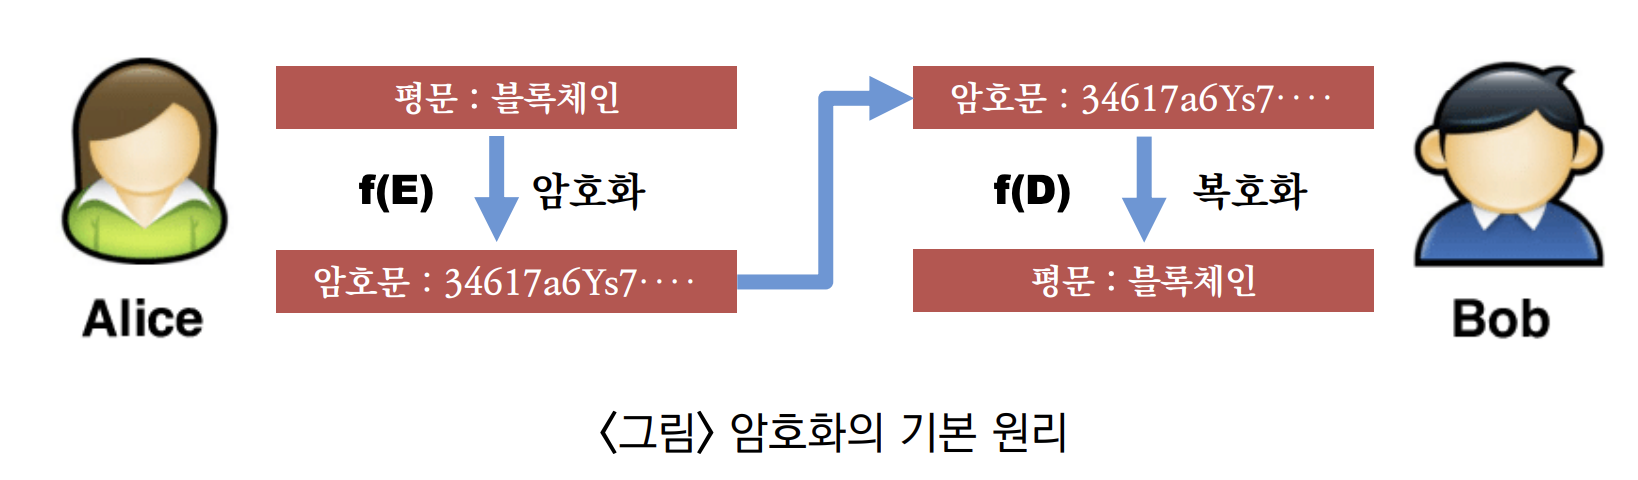 평문 : 블록체인
f(E) 암호화
암호문 : 34617a6Ys7····
Alice
암호문 : 34617a6Ys7····
f(D) 복호화
평문 : 블록체인
Bob
<그림> 암호화의 기본 원리